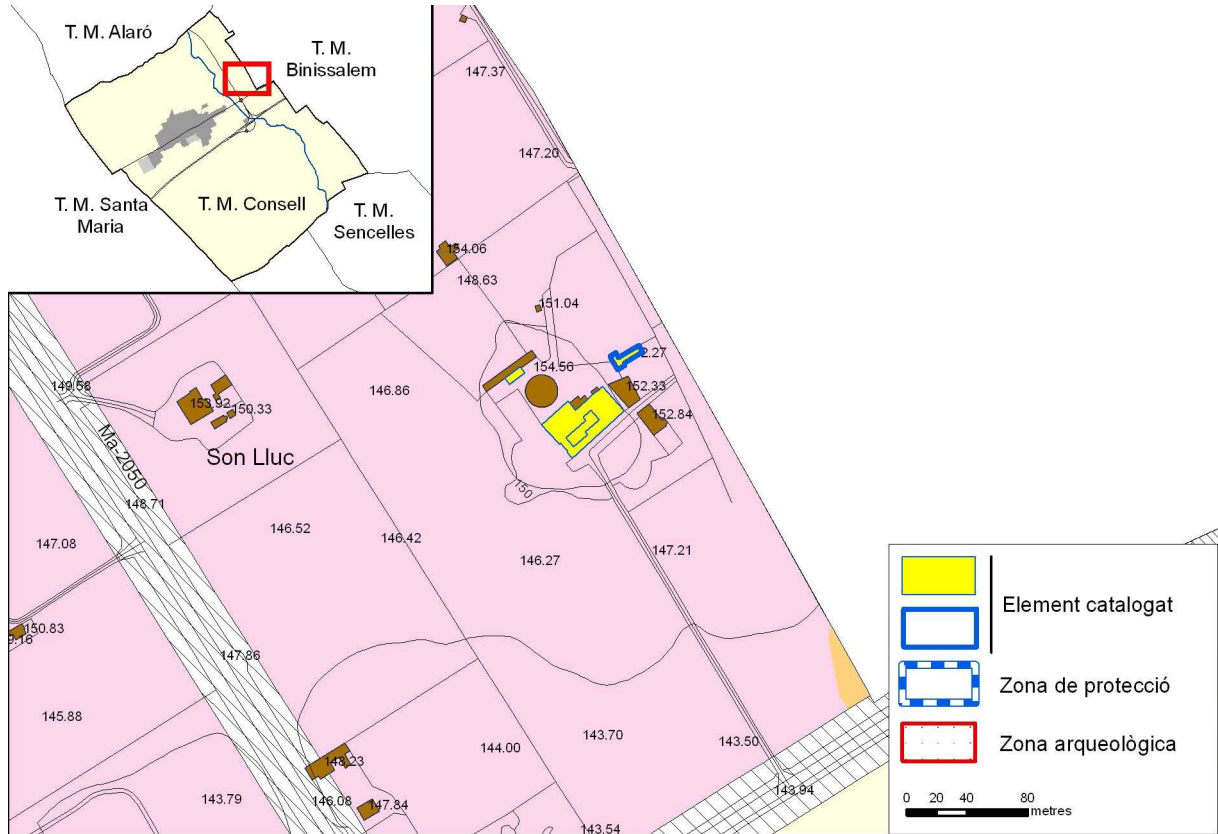 T. M. Alaró
T. M.
Binissalem
T. M. Santa
Maria
T. M. Consell
T. M.
Sencelles
147.37
147.20
154.06
148.63
151.04
154.56
2.27
152.33
152.84
149.58
153.92
150.33
146.86
Son Lluc
Ma-2050
150
148.71
146.52
146.42
146.27
147.21
147.08
150.83
9.16
147.86
145.88
148.23
144.00
143.70
143.50
143.79
146.08
147.84
143.94
143.54
Element catalogat
Zona de protecció
Zona arqueològica
0 20 40 80
metres